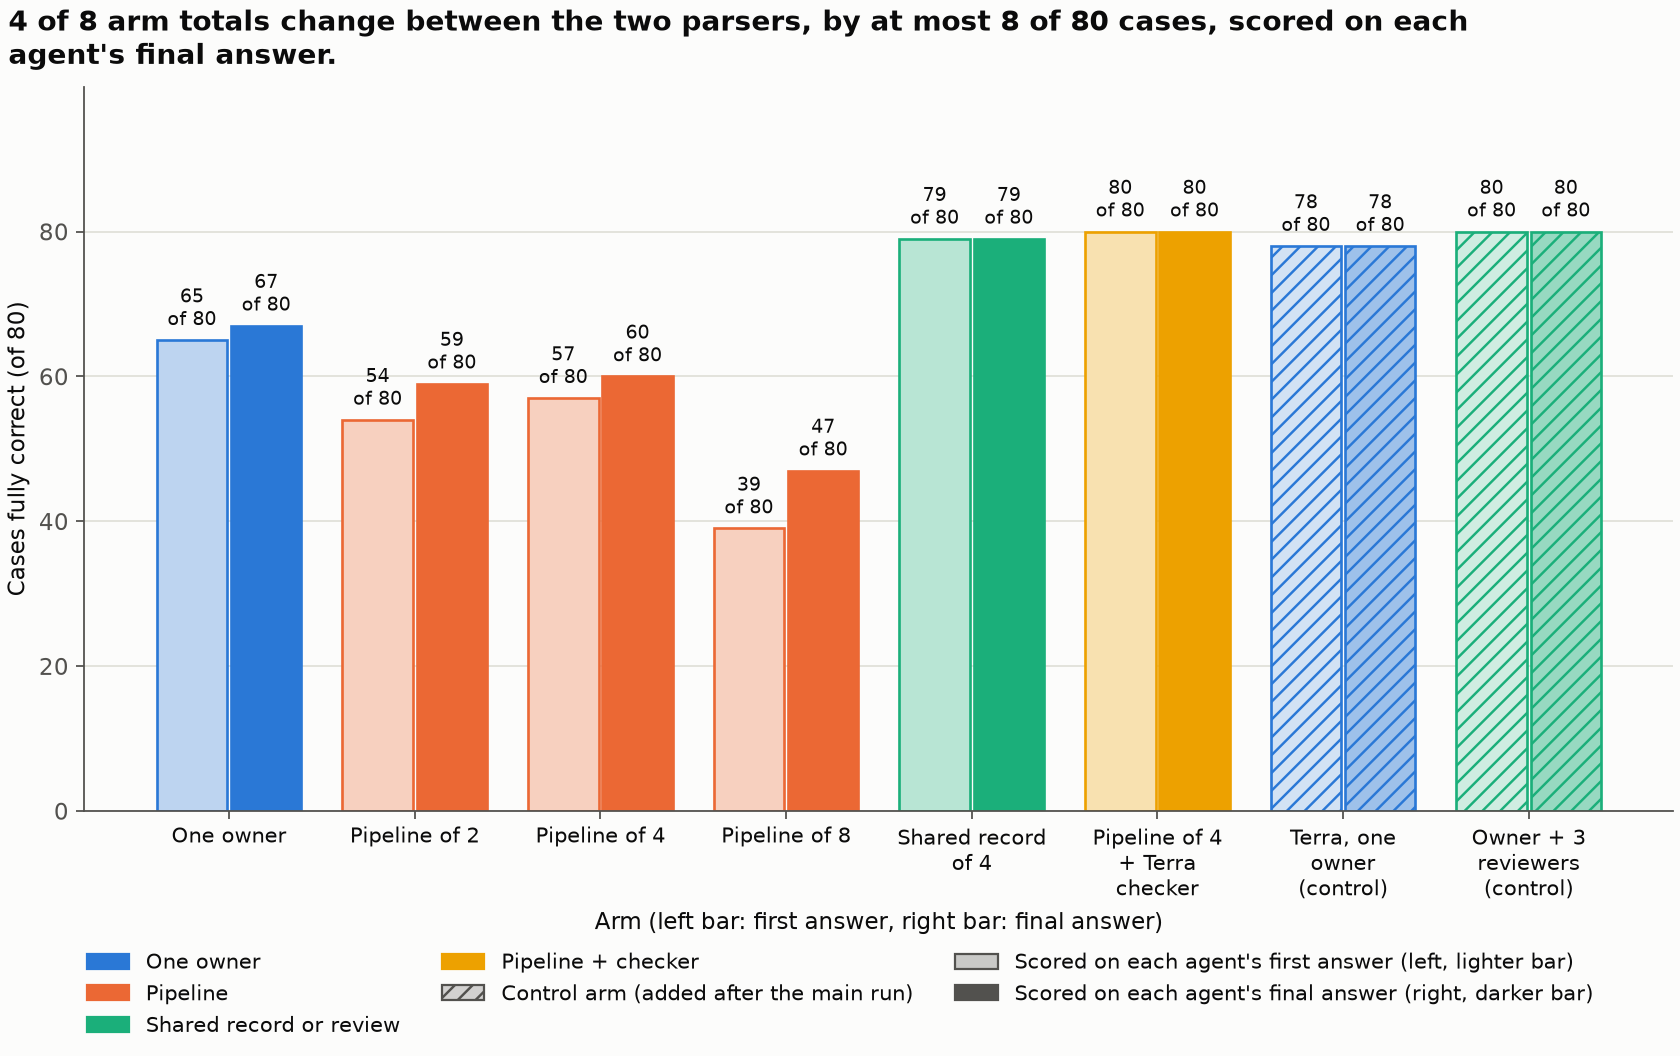 4 of 8 arm totals change between the two parsers, by at most 8 of 80 cases, scored on each
agent's final answer.
Cases fully correct (of 80)
80
60
40
20
0
65
of 80
67
of 80
54
of 80
59
of 80
57
of 80
60
of 80
39
of 80
47
of 80
79
of 80
79
of 80
80
of 80
80
of 80
78
of 80
78
of 80
80
of 80
80
of 80
One owner
Pipeline of 2
Pipeline of 4
Pipeline of 8
Shared record
of 4
Pipeline of 4
+ Terra
checker
Terra, one
owner
(control)
Owner + 3
reviewers
(control)
Arm (left bar: first answer, right bar: final answer)
One owner
Pipeline
Shared record or review
Pipeline + checker
Control arm (added after the main run)
Scored on each agent's first answer (left, lighter bar)
Scored on each agent's final answer (right, darker bar)